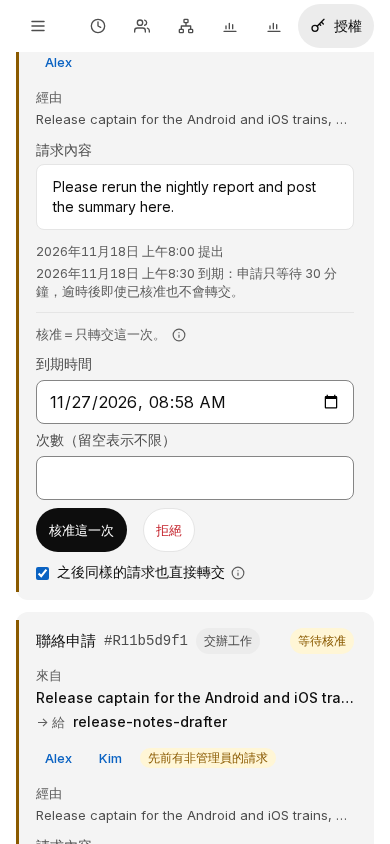 授權
Alex
經由
Release captain for the Android and iOS trains, …
請求內容
Please rerun the nightly report and post
the summary here.
2026年11月18日 上午8:00 提出
2026年11月18日 上午8:30 到期：申請只等待 30 分
鐘，逾時後即使已核准也不會轉交。
核准＝只轉交這一次。
到期時間
11/27/2026, 08:58 AM
次數（留空表示不限）
核准這一次 拒絕
之後同樣的請求也直接轉交
聯絡申請 #R11b5d9f1 交辦工作 等待核准
來自
Release captain for the Android and iOS tra…
→ 給 release-notes-drafter
Alex Kim 先前有非管理員的請求
經由
Release captain for the Android and iOS trains, …
請求內容